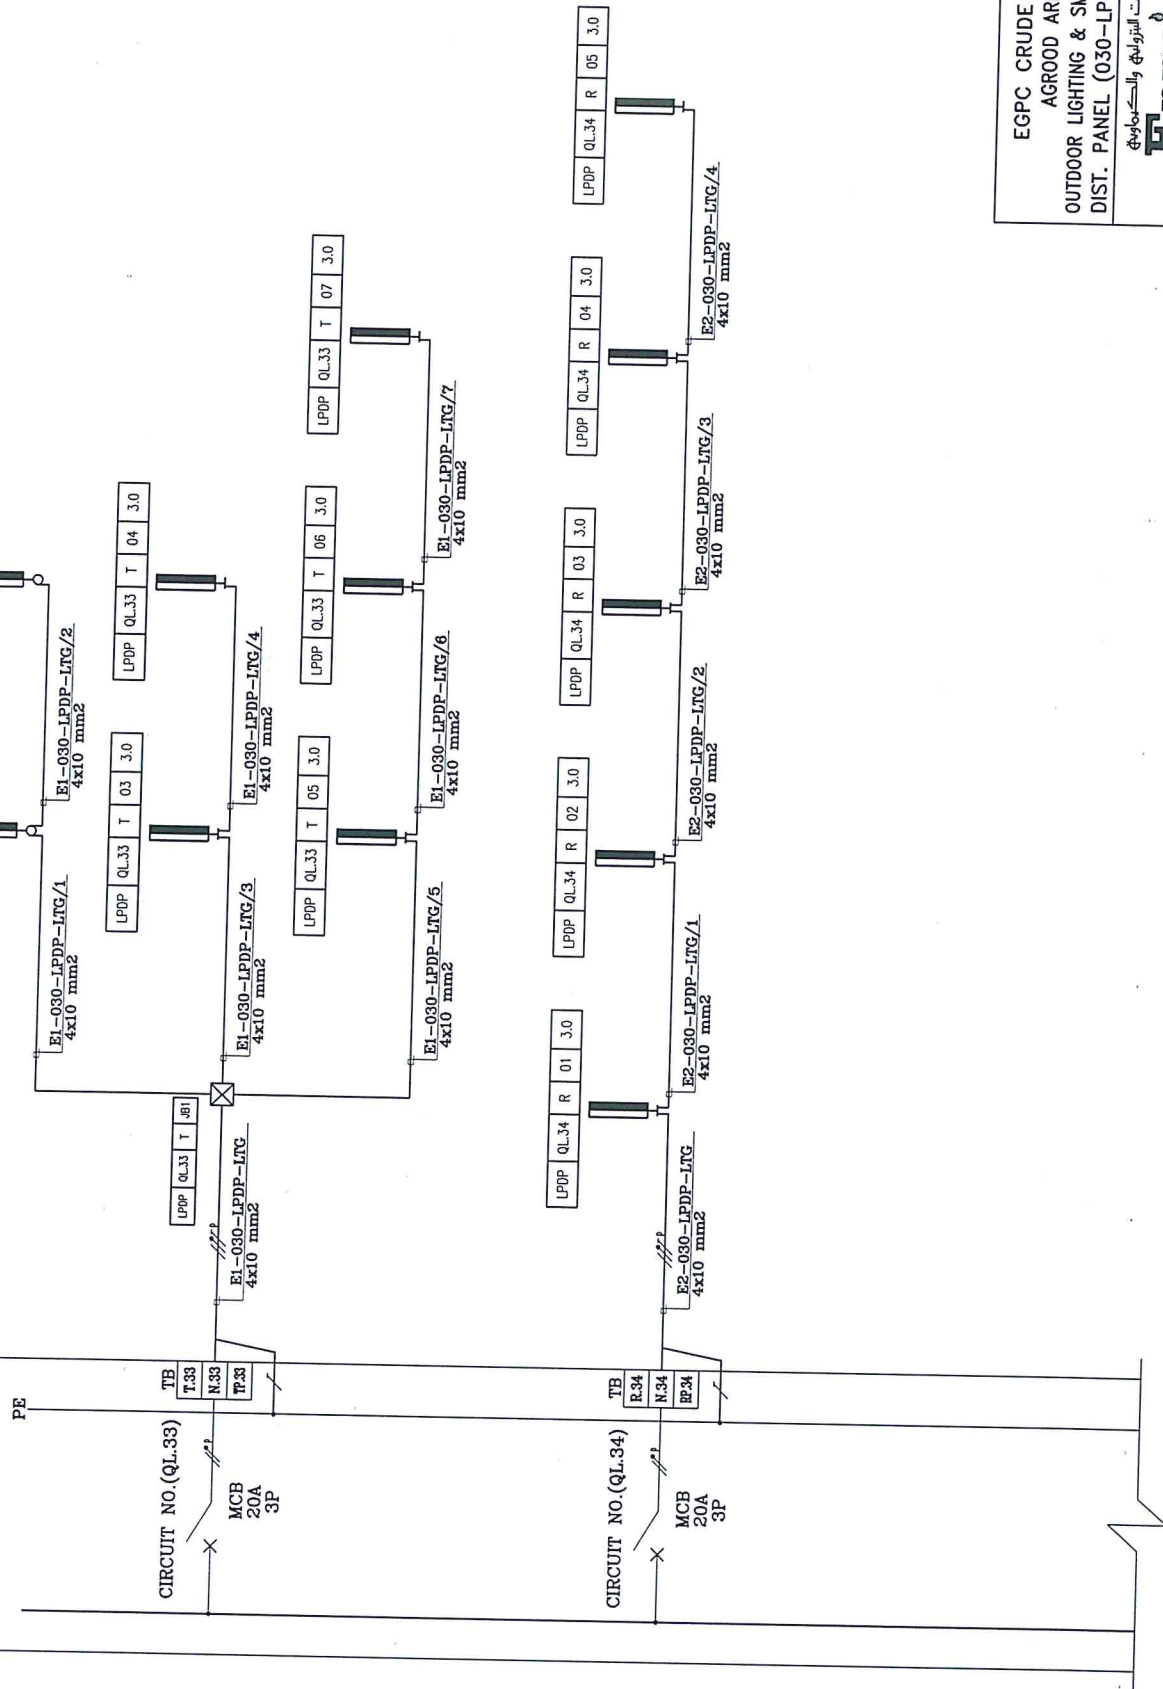 PE
CIRCUIT NO.(QL.33)
MCB
20A
3P
TB
T.33
N.33
TP.33
E1-030-LPDP-LTG
4x10 mm2
LPDP QL.33 T JB1
E1-030-LPDP-LTG/1
4x10 mm2
E1-030-LPDP-LTG/2
4x10 mm2
LPDP QL.33 T 03 3.0
E1-030-LPDP-LTG/3
4x10 mm2
LPDP QL.33 T 04 3.0
E1-030-LPDP-LTG/4
4x10 mm2
LPDP QL.33 T 05 3.0
E1-030-LPDP-LTG/5
4x10 mm2
LPDP QL.33 T 06 3.0
E1-030-LPDP-LTG/6
4x10 mm2
LPDP QL.33 T 07 3.0
E1-030-LPDP-LTG/7
4x10 mm2
CIRCUIT NO.(QL.34)
MCB
20A
3P
TB
R.34
N.34
RP.34
E2-030-LPDP-LTG
4x10 mm2
LPDP QL.34 R 01 3.0
E2-030-LPDP-LTG/1
4x10 mm2
LPDP QL.34 R 02 3.0
E2-030-LPDP-LTG/2
4x10 mm2
LPDP QL.34 R 03 3.0
E2-030-LPDP-LTG/3
4x10 mm2
LPDP QL.34 R 04 3.0
E2-030-LPDP-LTG/4
4x10 mm2
LPDP QL.34 R 05 3.0
EGPC CRUDE
AGROOD AR
OUTDOOR LIGHTING & SM
DIST. PANEL (030-LP